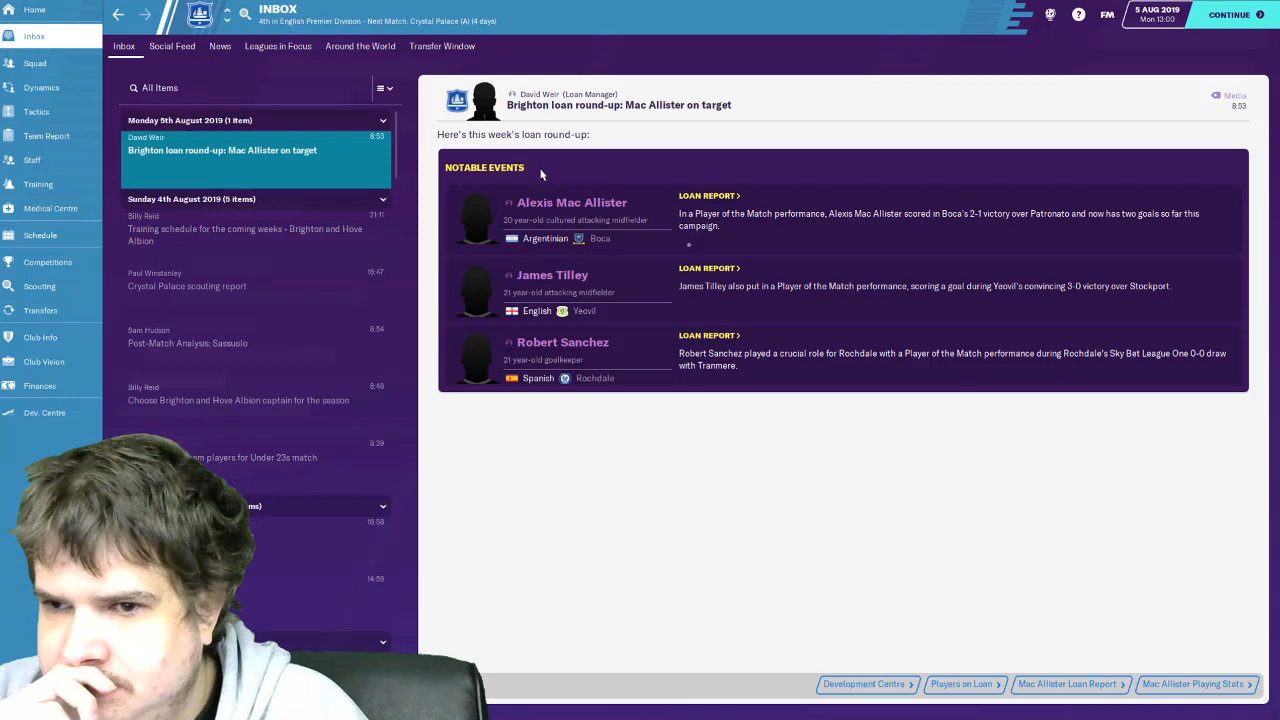 Home
Inbox
Squad
Dynamics
Tactics
Team Report
Staff
Training
Medical Centre
Schedule
Competitions
Scouting
Transfers
Club Info
Club Vision
Finances
Dev. Centre
INBOX
4th in English Premier Division - Next Match: Crystal Palace (A) (4 days)
?
FM
5 AUG 2019
Mon 13:00
CONTINUE
Inbox
Social Feed
News
Leagues in Focus
Around the World
Transfer Window
All Items
Monday 5th August 2019 (1 item)
David Weir 8:53
Brighton loan round-up: Mac Allister on target
Sunday 4th August 2019 (5 items)
Billy Reid 21:11
Training schedule for the coming weeks - Brighton and Hove
Albion
Paul Winstanley 16:47
Crystal Palace scouting report
Sam Hudson 8:54
Post-Match Analysis: Sassuolo
Billy Reid 8:48
Choose Brighton and Hove Albion captain for the season
8:39
players for Under 23s match
16:58
14:59
David Weir (Loan Manager)
Brighton loan round-up: Mac Allister on target
Media
8:53
Here's this week's loan round-up:
NOTABLE EVENTS
Alexis Mac Allister
20 year-old cultured attacking midfielder
Argentinian Boca
LOAN REPORT >
In a Player of the Match performance, Alexis Mac Allister scored in Boca's 2-1 victory over Patronato and now has two goals so far this
campaign.
James Tilley
21 year-old attacking midfielder
English Yeovil
LOAN REPORT >
James Tilley also put in a Player of the Match performance, scoring a goal during Yeovil's convincing 3-0 victory over Stockport.
Robert Sanchez
21 year-old goalkeeper
Spanish Rochdale
LOAN REPORT >
Robert Sanchez played a crucial role for Rochdale with a Player of the Match performance during Rochdale's Sky Bet League One 0-0 draw
with Tranmere.
Development Centre >
Players on Loan >
Mac Allister Loan Report >
Mac Allister Playing Stats >